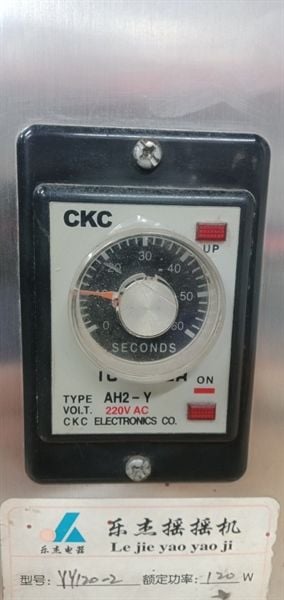 CKC
UP
20 30 40
50
0 60
SECONDS
ON
TYPE AH2-Y
VOLT. 220V AC
CKC ELECTRONICS CO.
乐杰电器
乐杰摇摇机
Le jie yao yao ji
型号: YY120-2 额定功率: 120 W